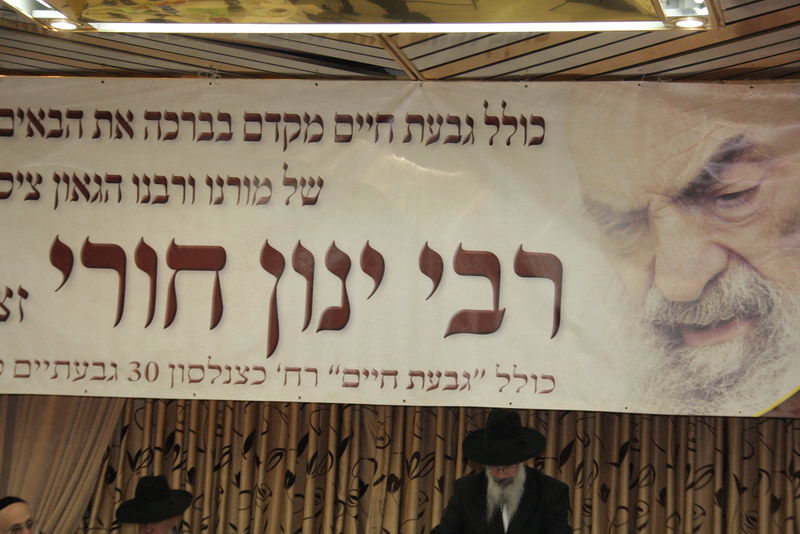 כולל גבעת חיים מקדם בברכה את הבאים
של מורנו ורבנו הגאון
רבי ינון חורי
כולל "גבעת חיים" רח' כצנלסון 30 גבעתיים